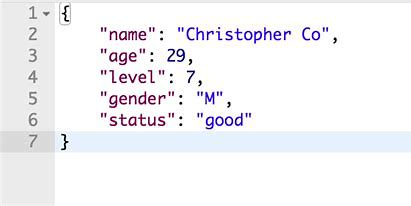 1 {
2     "name": "Christopher Co",
3     "age": 29,
4     "level": 7,
5     "gender": "M",
6     "status": "good"
7 }